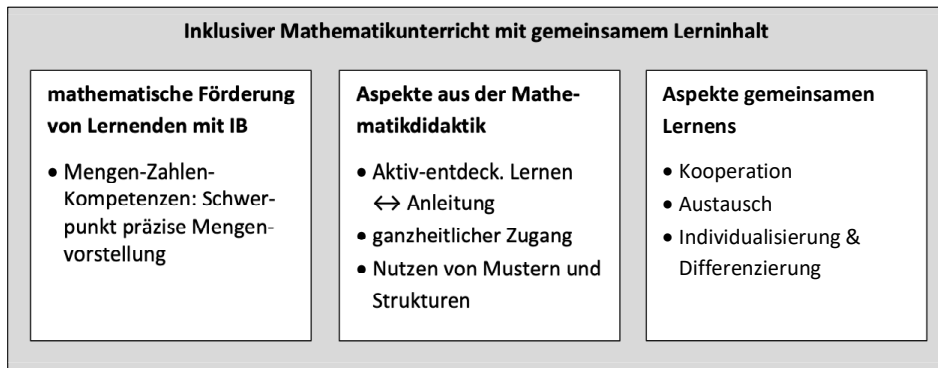 Inklusiver Mathematikunterricht mit gemeinsamem Lerninhalt
mathematische Förderung
von Lernenden mit IB
• Mengen-Zahlen-
Kompetenzen: Schwer-
punkt präzise Mengen-
vorstellung
Aspekte aus der Mathe-
matikdidaktik
• Aktiv-entdeck. Lernen
↔ Anleitung
• ganzheitlicher Zugang
• Nutzen von Mustern und
Strukturen
Aspekte gemeinsamen
Lernens
• Kooperation
• Austausch
• Individualisierung &
Differenzierung